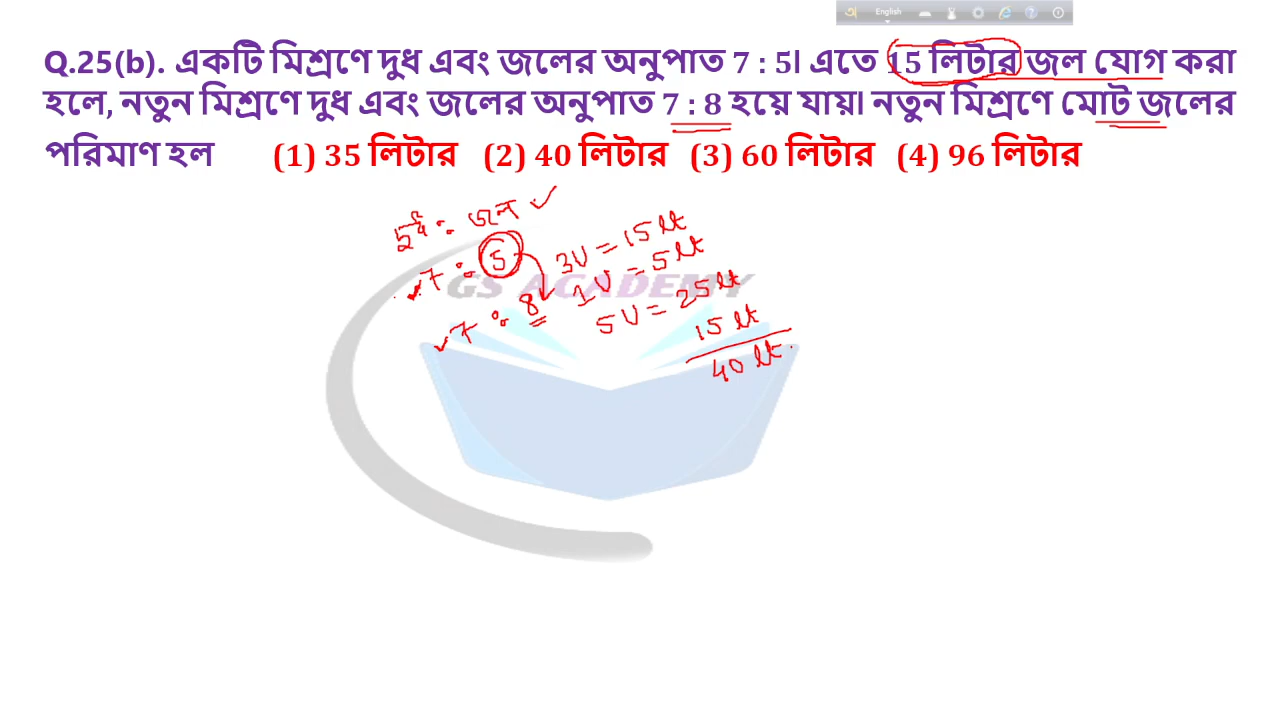 English
Q.25(b). একটি মিশ্রণে দুধ এবং জলের অনুপাত 7 : 5। এতে 15 লিটার জল যোগ করা
হলে, নতুন মিশ্রণে দুধ এবং জলের অনুপাত 7 : 8 হয়ে যায়। নতুন মিশ্রণে মোট জলের
পরিমাণ হল (1) 35 লিটার (2) 40 লিটার (3) 60 লিটার (4) 96 লিটার
দুধ : জল
7 : 5
7 : 8
3U = 15 lt
1U = 5 lt
5U = 25 lt
15 lt
40 lt.
GS ACADEMY